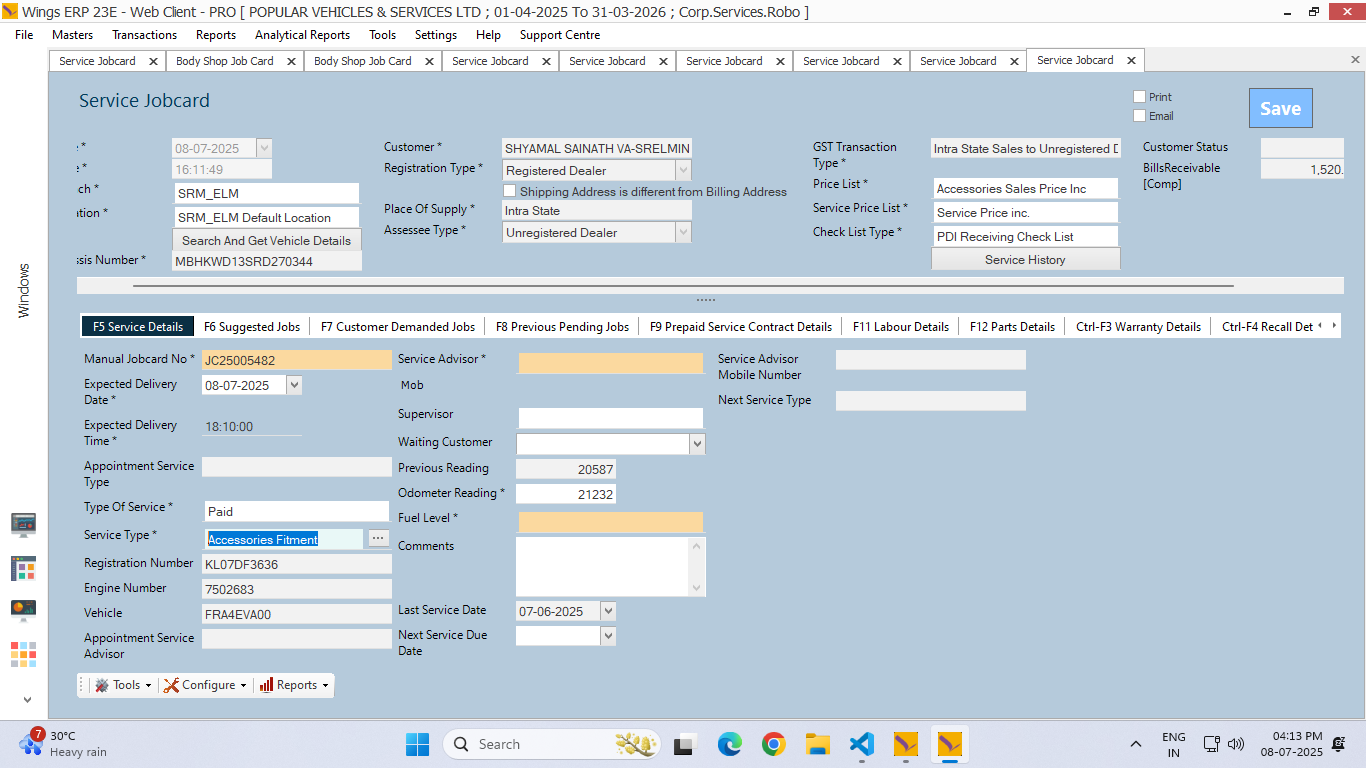 Wings ERP 23E - Web Client - PRO [ POPULAR VEHICLES & SERVICES LTD ; 01-04-2025 To 31-03-2026 ; Corp.Services.Robo ]
File Masters Transactions Reports Analytical Reports Tools Settings Help Support Centre
Service Jobcard Body Shop Job Card Body Shop Job Card Service Jobcard Service Jobcard Service Jobcard Service Jobcard Service Jobcard Service Jobcard
Service Jobcard
Print
Email
Save
Windows
e * 08-07-2025
e * 16:11:49
ch * SRM_ELM
ation * SRM_ELM Default Location
Search And Get Vehicle Details
ssis Number * MBHKWD13SRD270344
Customer * SHYAMAL SAINATH VA-SRELMIN
Registration Type * Registered Dealer
Shipping Address is different from Billing Address
Place Of Supply * Intra State
Assessee Type * Unregistered Dealer
GST Transaction Type * Intra State Sales to Unregistered D
Price List * Accessories Sales Price Inc
Service Price List * Service Price inc.
Check List Type * PDI Receiving Check List
Service History
Customer Status
BillsReceivable [Comp] 1,520.
F5 Service Details F6 Suggested Jobs F7 Customer Demanded Jobs F8 Previous Pending Jobs F9 Prepaid Service Contract Details F11 Labour Details F12 Parts Details Ctrl-F3 Warranty Details Ctrl-F4 Recall Det
Manual Jobcard No * JC25005482
Expected Delivery Date * 08-07-2025
Expected Delivery Time * 18:10:00
Appointment Service Type
Type Of Service * Paid
Service Type * Accessories Fitment ...
Registration Number KL07DF3636
Engine Number 7502683
Vehicle FRA4EVA00
Appointment Service Advisor
Service Advisor *
Mob
Supervisor
Waiting Customer
Previous Reading 20587
Odometer Reading * 21232
Fuel Level *
Comments
Last Service Date 07-06-2025
Next Service Due Date
Service Advisor Mobile Number
Next Service Type
Tools Configure Reports
7
30°C
Heavy rain
Search
ENG
IN
04:13 PM
08-07-2025